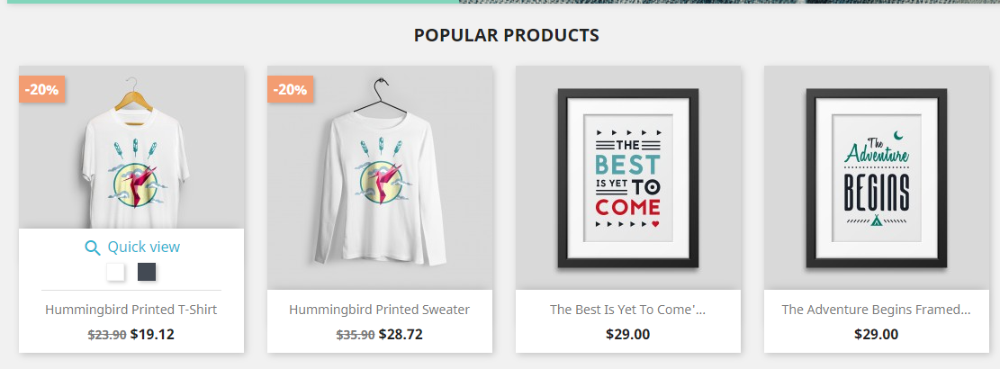 POPULAR PRODUCTS
-20%
Quick view
Hummingbird Printed T-Shirt
$23.90 $19.12
-20%
Hummingbird Printed Sweater
$35.90 $28.72
THE
BEST
IS YET TO
COME
The Best Is Yet To Come'...
$29.00
The
Adventure
BEGINS
The Adventure Begins Framed...
$29.00